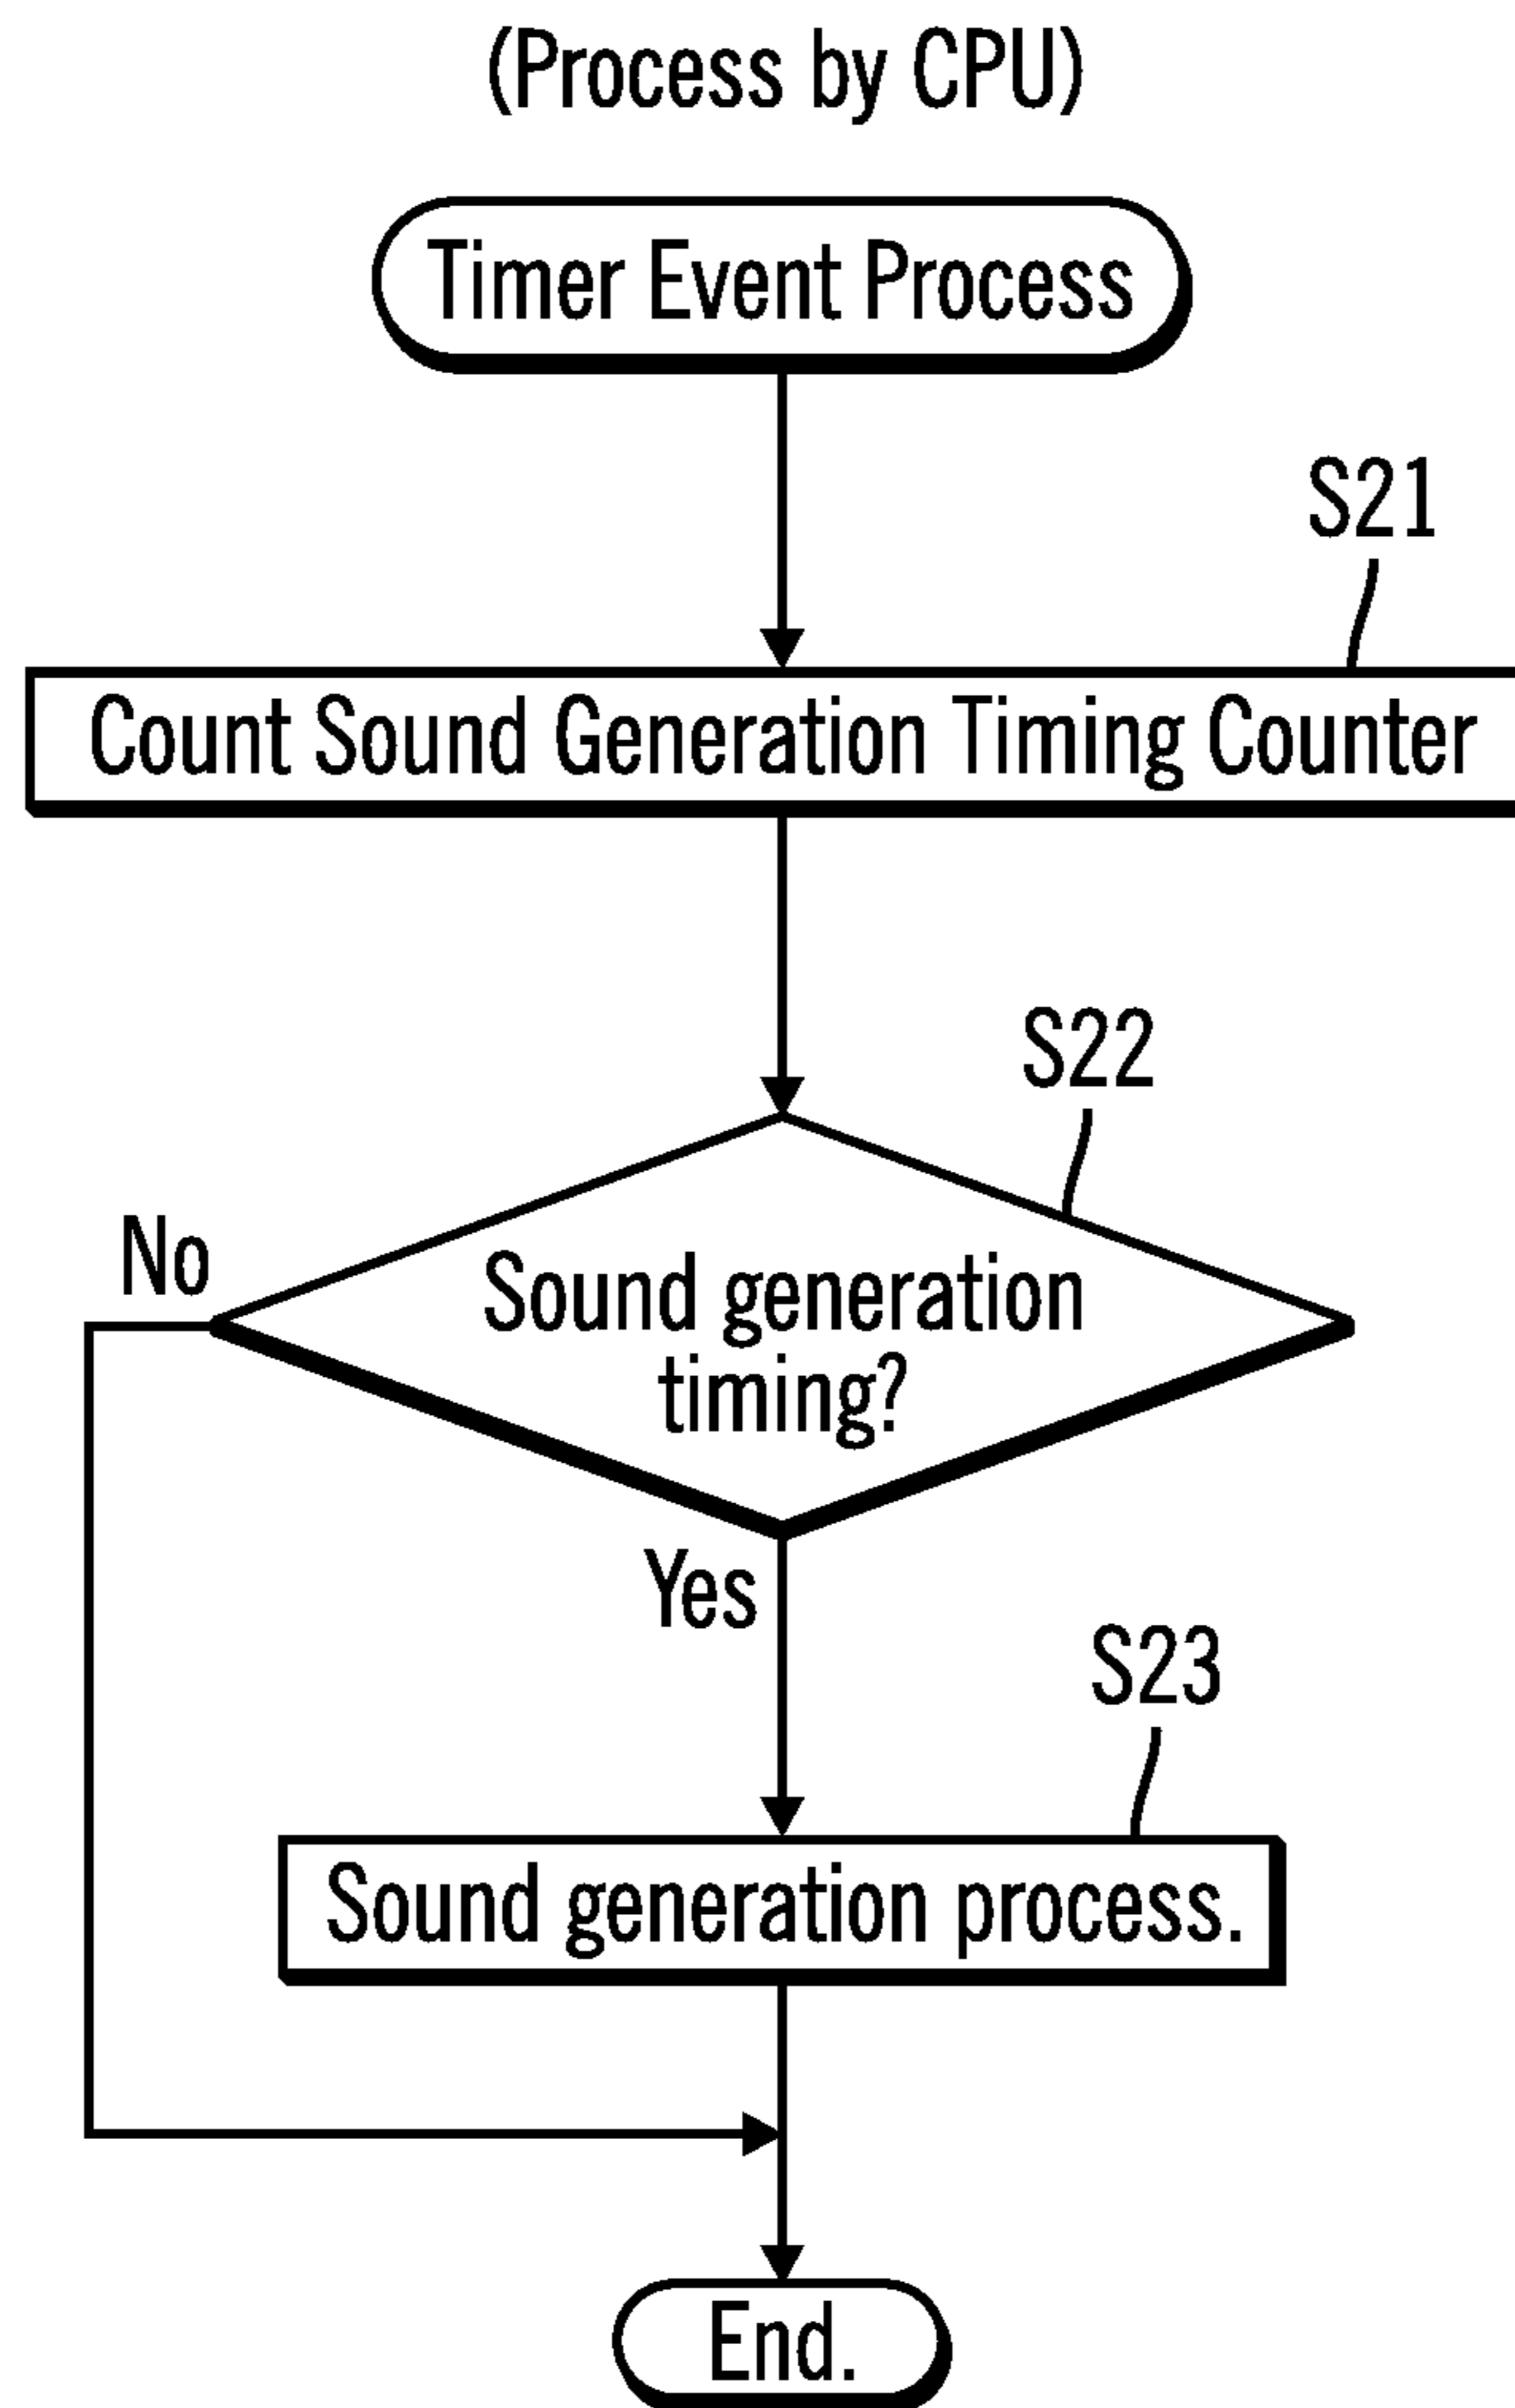 (Process by CPU)
Timer Event Process
S21
Count Sound Generation Timing Counter
S22
No
Sound generation
timing?
Yes
S23
Sound generation process.
End.